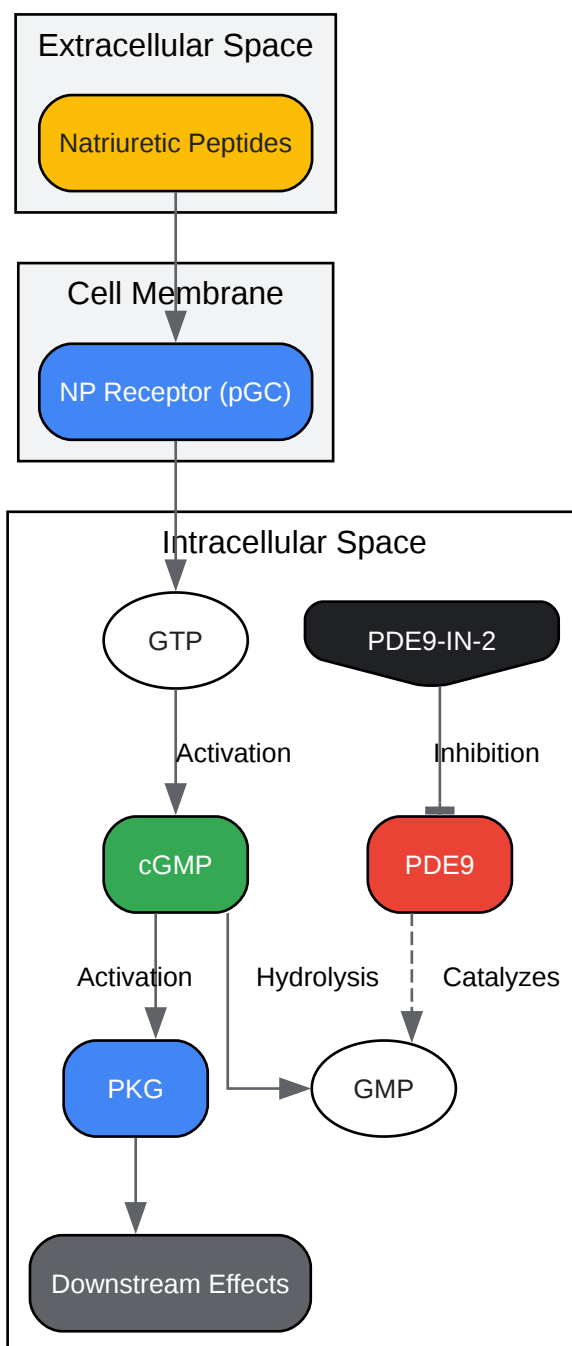 Extracellular Space
Natriuretic Peptides
Cell Membrane
NP Receptor (pGC)
Intracellular Space
GTP
PDE9-IN-2
Activation
Inhibition
cGMP
PDE9
Activation
Hydrolysis
Catalyzes
PKG
GMP
Downstream Effects